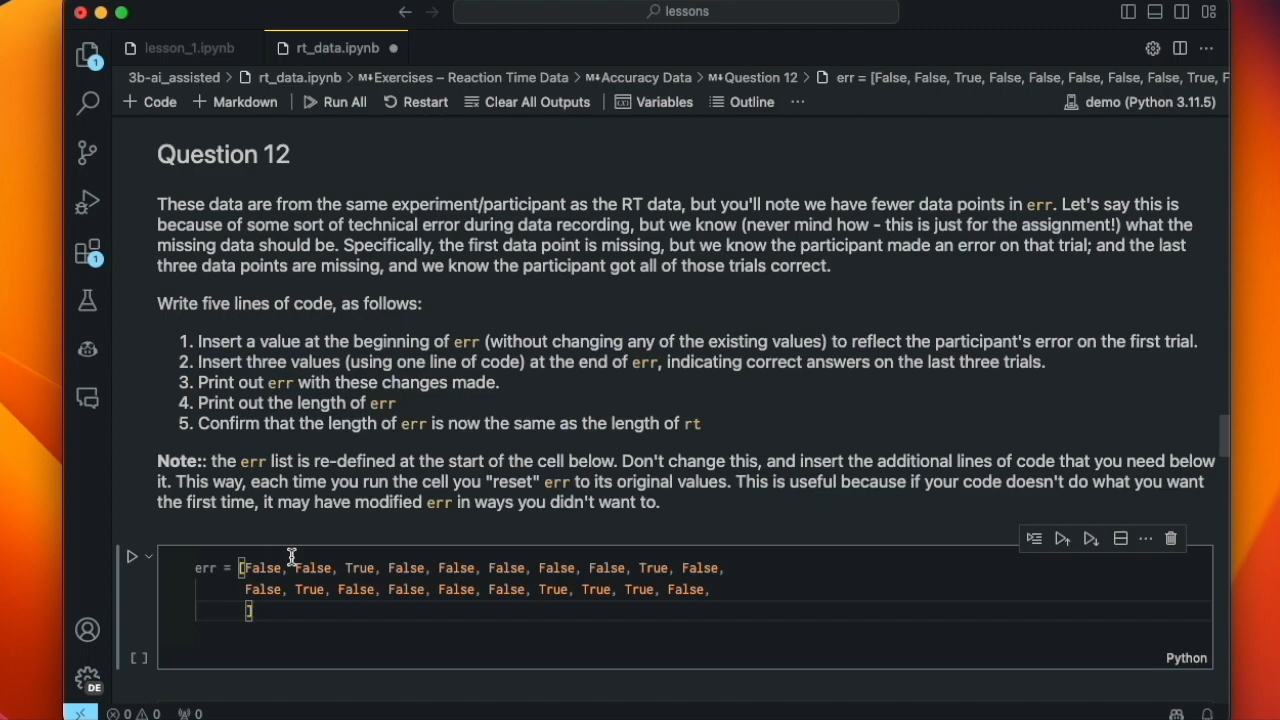 lessons
lesson_1.ipynb
rt_data.ipynb
3b-ai_assisted > rt_data.ipynb > M↓Exercises – Reaction Time Data > M↓Accuracy Data > M↓Question 12 > err = [False, False, True, False, False, False, False, False, True, F
+ Code + Markdown Run All Restart Clear All Outputs Variables Outline ··· demo (Python 3.11.5)
Question 12
These data are from the same experiment/participant as the RT data, but you'll note we have fewer data points in err. Let's say this is
because of some sort of technical error during data recording, but we know (never mind how - this is just for the assignment!) what the
missing data should be. Specifically, the first data point is missing, but we know the participant made an error on that trial; and the last
three data points are missing, and we know the participant got all of those trials correct.
Write five lines of code, as follows:
1. Insert a value at the beginning of err (without changing any of the existing values) to reflect the participant's error on the first trial.
2. Insert three values (using one line of code) at the end of err, indicating correct answers on the last three trials.
3. Print out err with these changes made.
4. Print out the length of err
5. Confirm that the length of err is now the same as the length of rt
Note:: the err list is re-defined at the start of the cell below. Don't change this, and insert the additional lines of code that you need below
it. This way, each time you run the cell you "reset" err to its original values. This is useful because if your code doesn't do what you want
the first time, it may have modified err in ways you didn't want to.
err = [False, False, True, False, False, False, False, False, True, False,
False, True, False, False, False, False, True, True, True, False,
]
[ ]
Python
1
1
DE
0 0 0